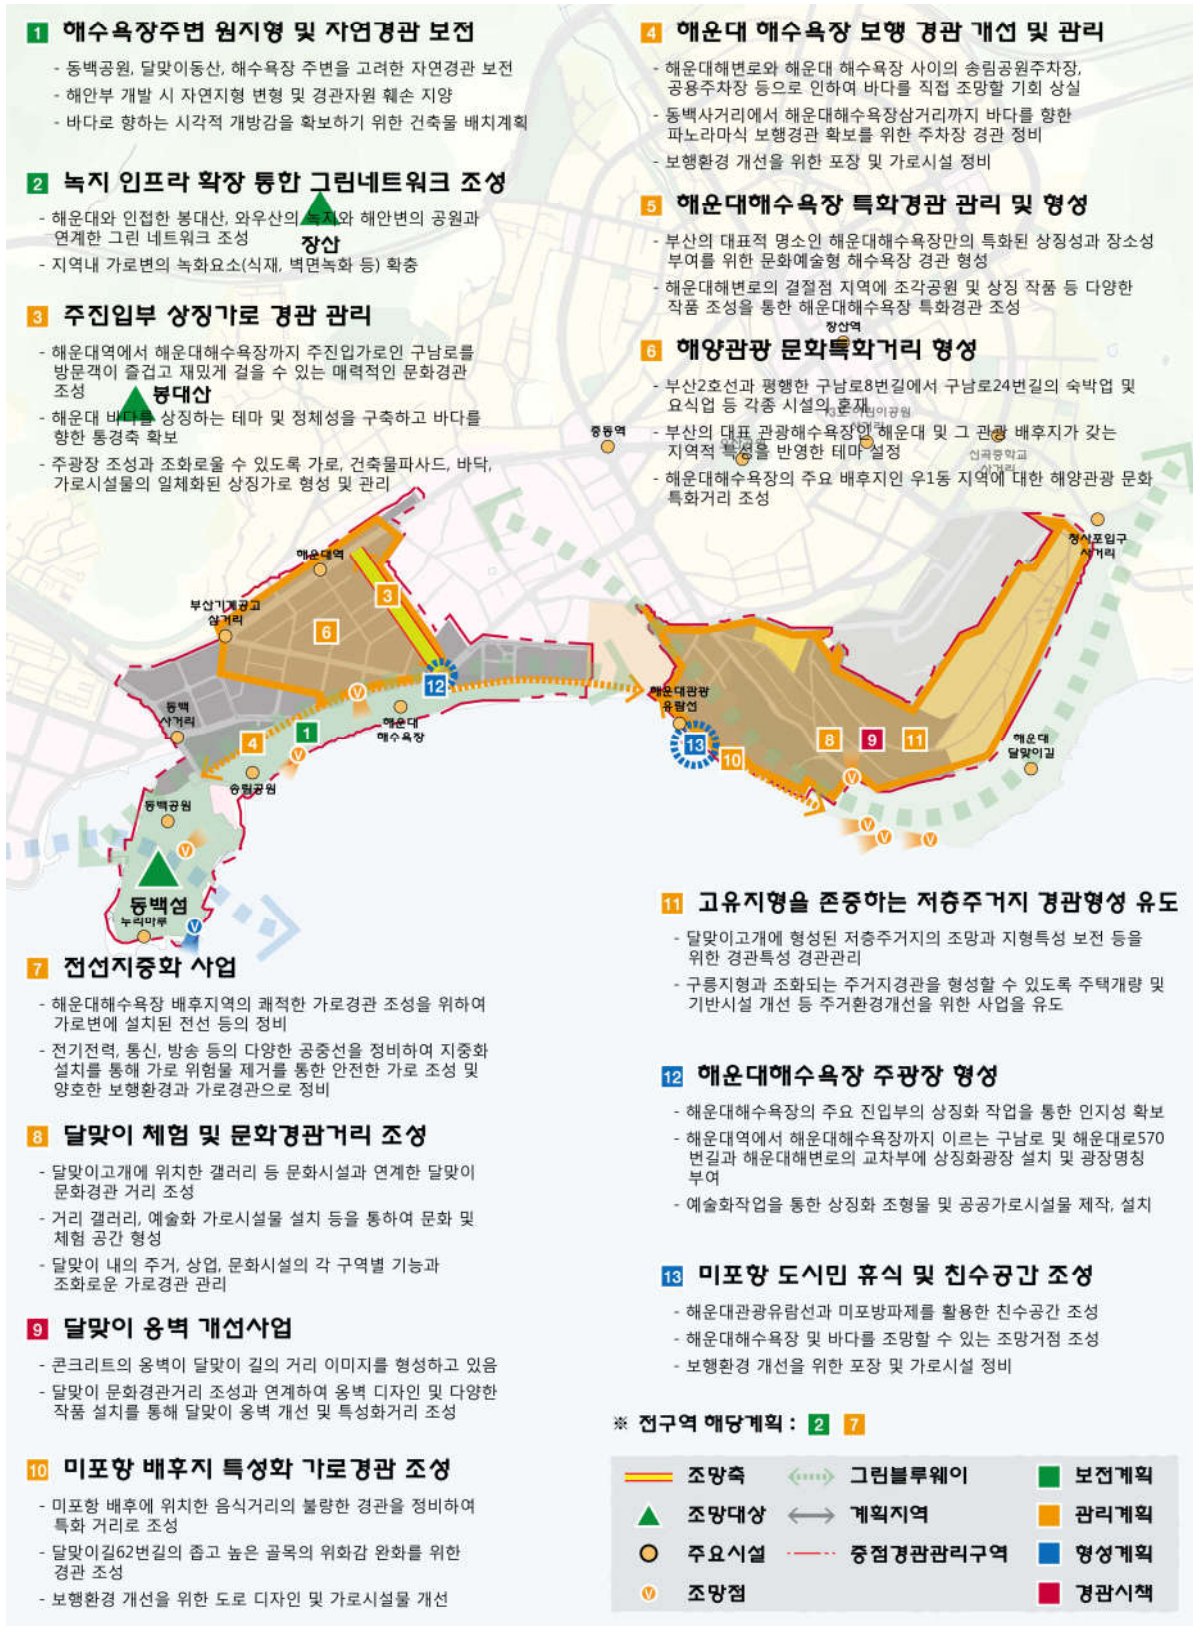 1 해수욕장주변 원지형 및 자연경관 보전
- 동백공원, 달맞이동산, 해수욕장 주변을 고려한 자연경관 보전
- 해안부 개발 시 자연지형 변형 및 경관자원 훼손 지양
- 바다로 향하는 시각적 개방감을 확보하기 위한 건축물 배치계획
2 녹지 인프라 확장 통한 그린네트워크 조성
- 해운대와 인접한 봉대산, 와우산의 녹지와 해안변의 공원과
연계한 그린 네트워크 조성
- 지역내 가로변의 녹화요소(식재, 벽면녹화 등) 확충
장산
3 주진입부 상징가로 경관 관리
- 해운대역에서 해운대해수욕장까지 주진입가로인 구남로를
방문객이 즐겁고 재밌게 걸을 수 있는 매력적인 문화경관
조성
- 해운대 바다를 상징하는 테마 및 정체성을 구축하고 바다를
향한 통경축 확보
- 주광장 조성과 조화로울 수 있도록 가로, 건축물파사드, 바닥,
가로시설물의 일체화된 상징가로 형성 및 관리
봉대산
4 해운대 해수욕장 보행 경관 개선 및 관리
- 해운대해변로와 해운대 해수욕장 사이의 송림공원주차장,
공용주차장 등으로 인하여 바다를 직접 조망할 기회 상실
- 동백사거리에서 해운대해수욕장삼거리까지 바다를 향한
파노라마식 보행경관 확보를 위한 주차장 경관 정비
- 보행환경 개선을 위한 포장 및 가로시설 정비
5 해운대해수욕장 특화경관 관리 및 형성
- 부산의 대표적 명소인 해운대해수욕장만의 특화된 상징성과 장소성
부여를 위한 문화예술형 해수욕장 경관 형성
- 해운대해변로의 결절점 지역에 조각공원 및 상징 작품 등 다양한
작품 조성을 통한 해운대해수욕장 특화경관 조성
장산역
6 해양관광 문화특화거리 형성
- 부산2호선과 평행한 구남로8번길에서 구남로24번길의 숙박업 및
요식업 등 각종 시설의 혼재
- 부산의 대표 관광해수욕장인 해운대 및 그 관광 배후지가 갖는
지역적 특성을 반영한 테마 설정
- 해운대해수욕장의 주요 배후지인 우1동 지역에 대한 해양관광 문화
특화거리 조성
중동역
신곡중학교
사거리
청사포입구
사거리
해운대역
부산기계공고
삼거리
3
6
12
해운대관광
유람선
동백
사거리
해운대
해수욕장
1
4
송림공원
13
10
8
9
11
해운대
달맞이길
동백공원
동백섬
누리마루
V
V
V
V
V
V
V
V
7 전선지중화 사업
- 해운대해수욕장 배후지역의 쾌적한 가로경관 조성을 위하여
가로변에 설치된 전선 등의 정비
- 전기전력, 통신, 방송 등의 다양한 공중선을 정비하여 지중화
설치를 통해 가로 위험물 제거를 통한 안전한 가로 조성 및
양호한 보행환경과 가로경관으로 정비
8 달맞이 체험 및 문화경관거리 조성
- 달맞이고개에 위치한 갤러리 등 문화시설과 연계한 달맞이
문화경관 거리 조성
- 거리 갤러리, 예술화 가로시설물 설치 등을 통하여 문화 및
체험 공간 형성
- 달맞이 내의 주거, 상업, 문화시설의 각 구역별 기능과
조화로운 가로경관 관리
9 달맞이 옹벽 개선사업
- 콘크리트의 옹벽이 달맞이 길의 거리 이미지를 형성하고 있음
- 달맞이 문화경관거리 조성과 연계하여 옹벽 디자인 및 다양한
작품 설치를 통해 달맞이 옹벽 개선 및 특성화거리 조성
10 미포항 배후지 특성화 가로경관 조성
- 미포항 배후에 위치한 음식거리의 불량한 경관을 정비하여
특화 거리로 조성
- 달맞이길62번길의 좁고 높은 골목의 위화감 완화를 위한
경관 조성
- 보행환경 개선을 위한 도로 디자인 및 가로시설물 개선
11 고유지형을 존중하는 저층주거지 경관형성 유도
- 달맞이고개에 형성된 저층주거지의 조망과 지형특성 보전 등을
위한 경관특성 경관관리
- 구릉지형과 조화되는 주거지경관을 형성할 수 있도록 주택개량 및
기반시설 개선 등 주거환경개선을 위한 사업을 유도
12 해운대해수욕장 주광장 형성
- 해운대해수욕장의 주요 진입부의 상징화 작업을 통한 인지성 확보
- 해운대역에서 해운대해수욕장까지 이르는 구남로 및 해운대로570
번길과 해운대해변로의 교차부에 상징화광장 설치 및 광장명칭
부여
- 예술화작업을 통한 상징화 조형물 및 공공가로시설물 제작, 설치
13 미포항 도시민 휴식 및 친수공간 조성
- 해운대관광유람선과 미포방파제를 활용한 친수공간 조성
- 해운대해수욕장 및 바다를 조망할 수 있는 조망거점 조성
- 보행환경 개선을 위한 포장 및 가로시설 정비
※ 전구역 해당계획 : 2 7
조망축 그린블루웨이 보전계획
조망대상 계획지역 관리계획
주요시설 중점경관관리구역 형성계획
V 조망점 경관시책